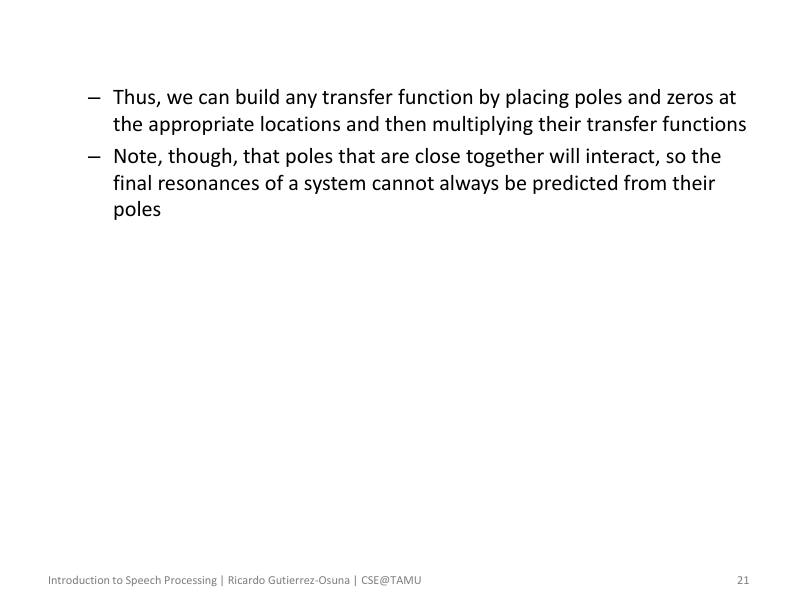 – Thus, we can build any transfer function by placing poles and zeros at
the appropriate locations and then multiplying their transfer functions
– Note, though, that poles that are close together will interact, so the
final resonances of a system cannot always be predicted from their
poles
Introduction to Speech Processing | Ricardo Gutierrez-Osuna | CSE@TAMU 21